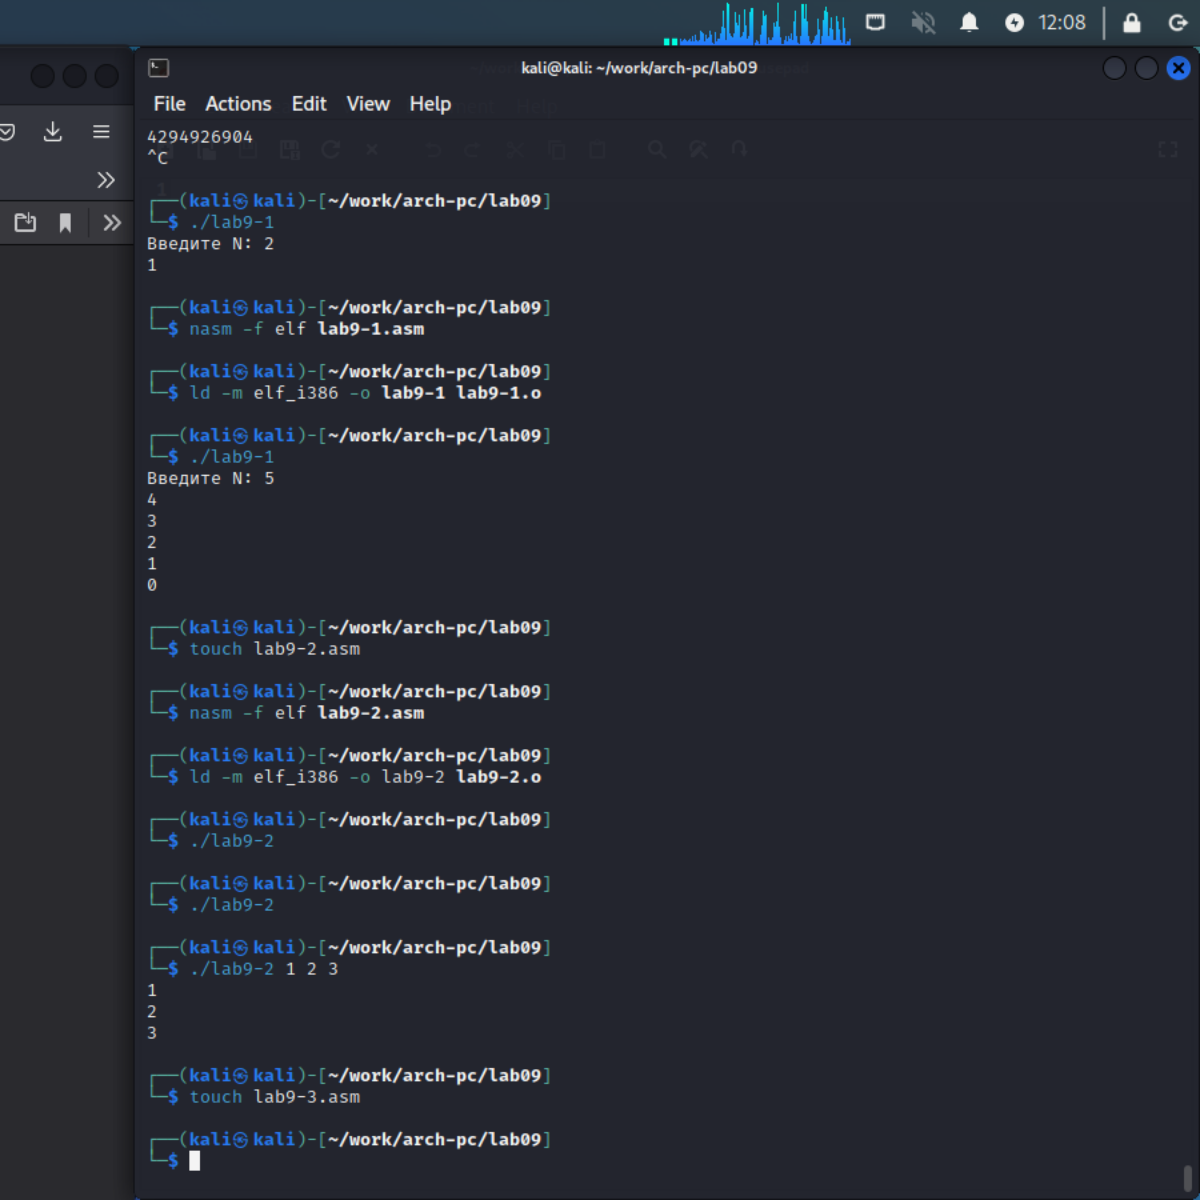 12:08
kali@kali: ~/work/arch-pc/lab09
File Actions Edit View Help
4294926904
^C
┌──(kali㉿kali)-[~/work/arch-pc/lab09]
└─$ ./lab9-1
Введите N: 2
1
┌──(kali㉿kali)-[~/work/arch-pc/lab09]
└─$ nasm -f elf lab9-1.asm
┌──(kali㉿kali)-[~/work/arch-pc/lab09]
└─$ ld -m elf_i386 -o lab9-1 lab9-1.o
┌──(kali㉿kali)-[~/work/arch-pc/lab09]
└─$ ./lab9-1
Введите N: 5
4
3
2
1
0
┌──(kali㉿kali)-[~/work/arch-pc/lab09]
└─$ touch lab9-2.asm
┌──(kali㉿kali)-[~/work/arch-pc/lab09]
└─$ nasm -f elf lab9-2.asm
┌──(kali㉿kali)-[~/work/arch-pc/lab09]
└─$ ld -m elf_i386 -o lab9-2 lab9-2.o
┌──(kali㉿kali)-[~/work/arch-pc/lab09]
└─$ ./lab9-2
┌──(kali㉿kali)-[~/work/arch-pc/lab09]
└─$ ./lab9-2
┌──(kali㉿kali)-[~/work/arch-pc/lab09]
└─$ ./lab9-2 1 2 3
1
2
3
┌──(kali㉿kali)-[~/work/arch-pc/lab09]
└─$ touch lab9-3.asm
┌──(kali㉿kali)-[~/work/arch-pc/lab09]
└─$